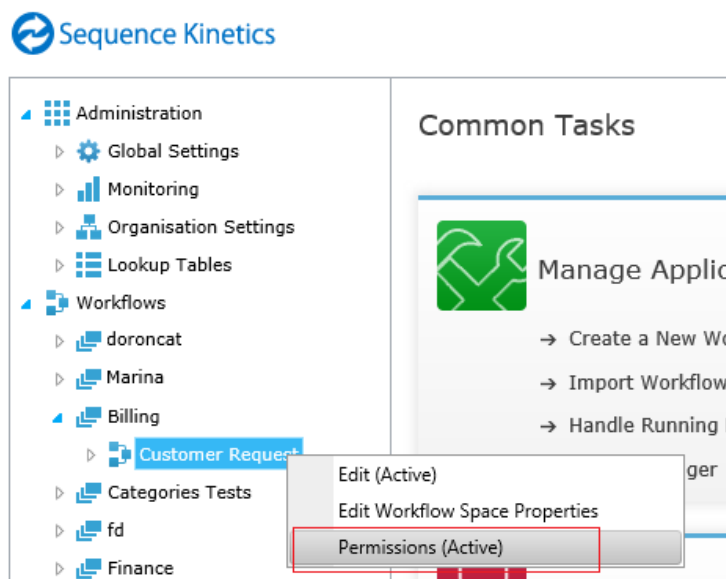 Sequence Kinetics
Administration
Global Settings
Monitoring
Organisation Settings
Lookup Tables
Workflows
doroncat
Marina
Billing
Customer Request
Categories Tests
fd
Finance
Common Tasks
Manage Applic
→ Create a New Wo
→ Import Workflow
→ Handle Running
ger
Edit (Active)
Edit Workflow Space Properties
Permissions (Active)